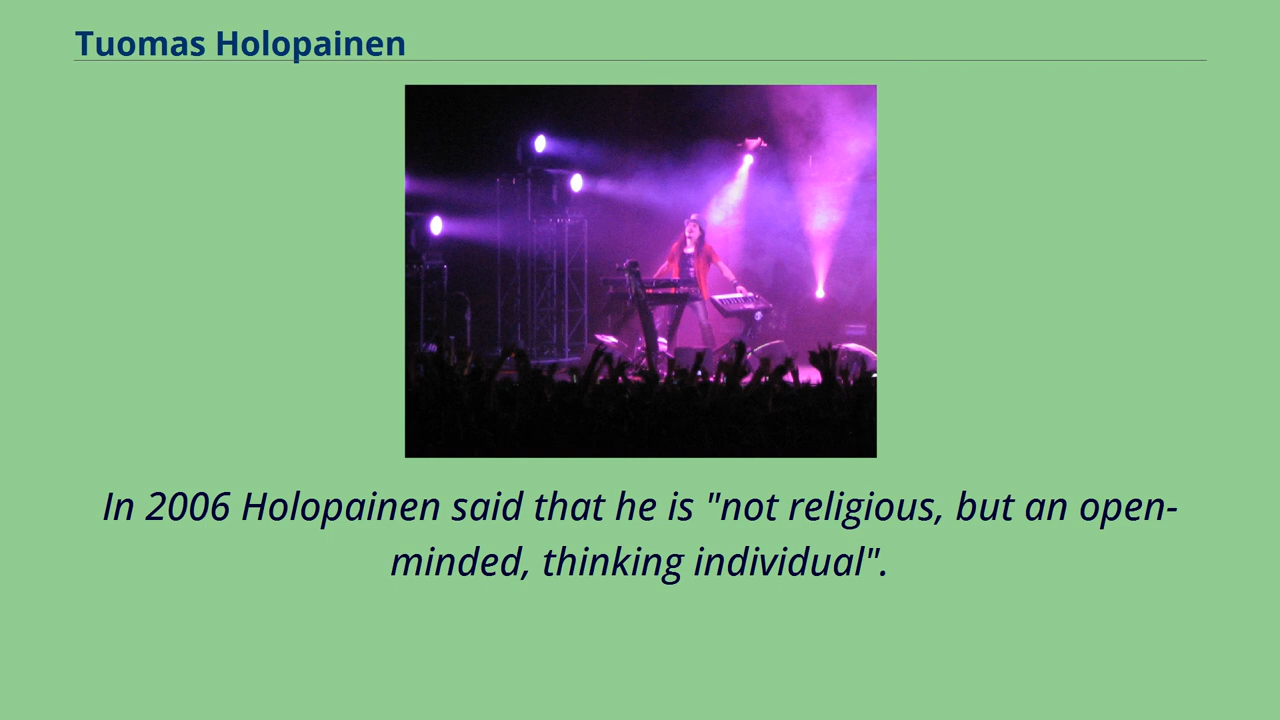 Tuomas Holopainen
In 2006 Holopainen said that he is "not religious, but an open-
minded, thinking individual".